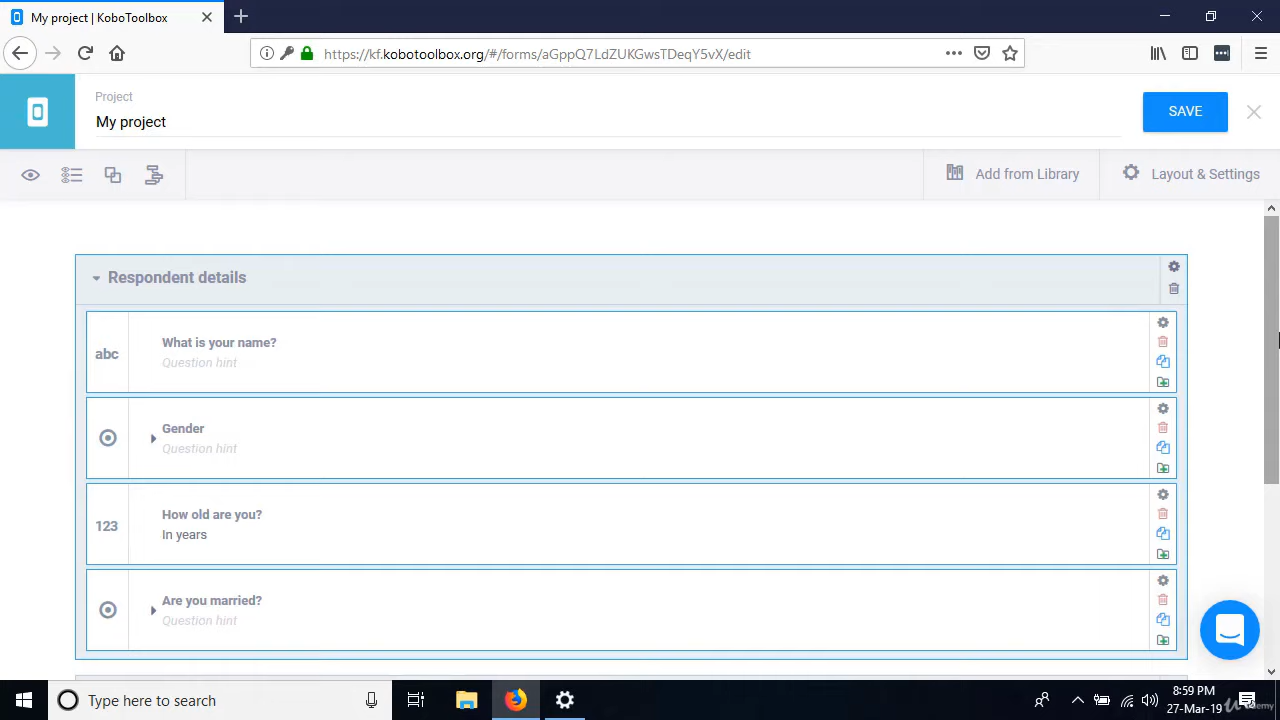 My project | KoboToolbox
https://kf.kobotoolbox.org/#/forms/aGppQ7LdZUKGwsTDeqY5vX/edit
Project
My project
SAVE
Add from Library
Layout & Settings
Respondent details
abc
What is your name?
Question hint
Gender
Question hint
123
How old are you?
In years
Are you married?
Question hint
Type here to search
8:59 PM
27-Mar-19
Udemy